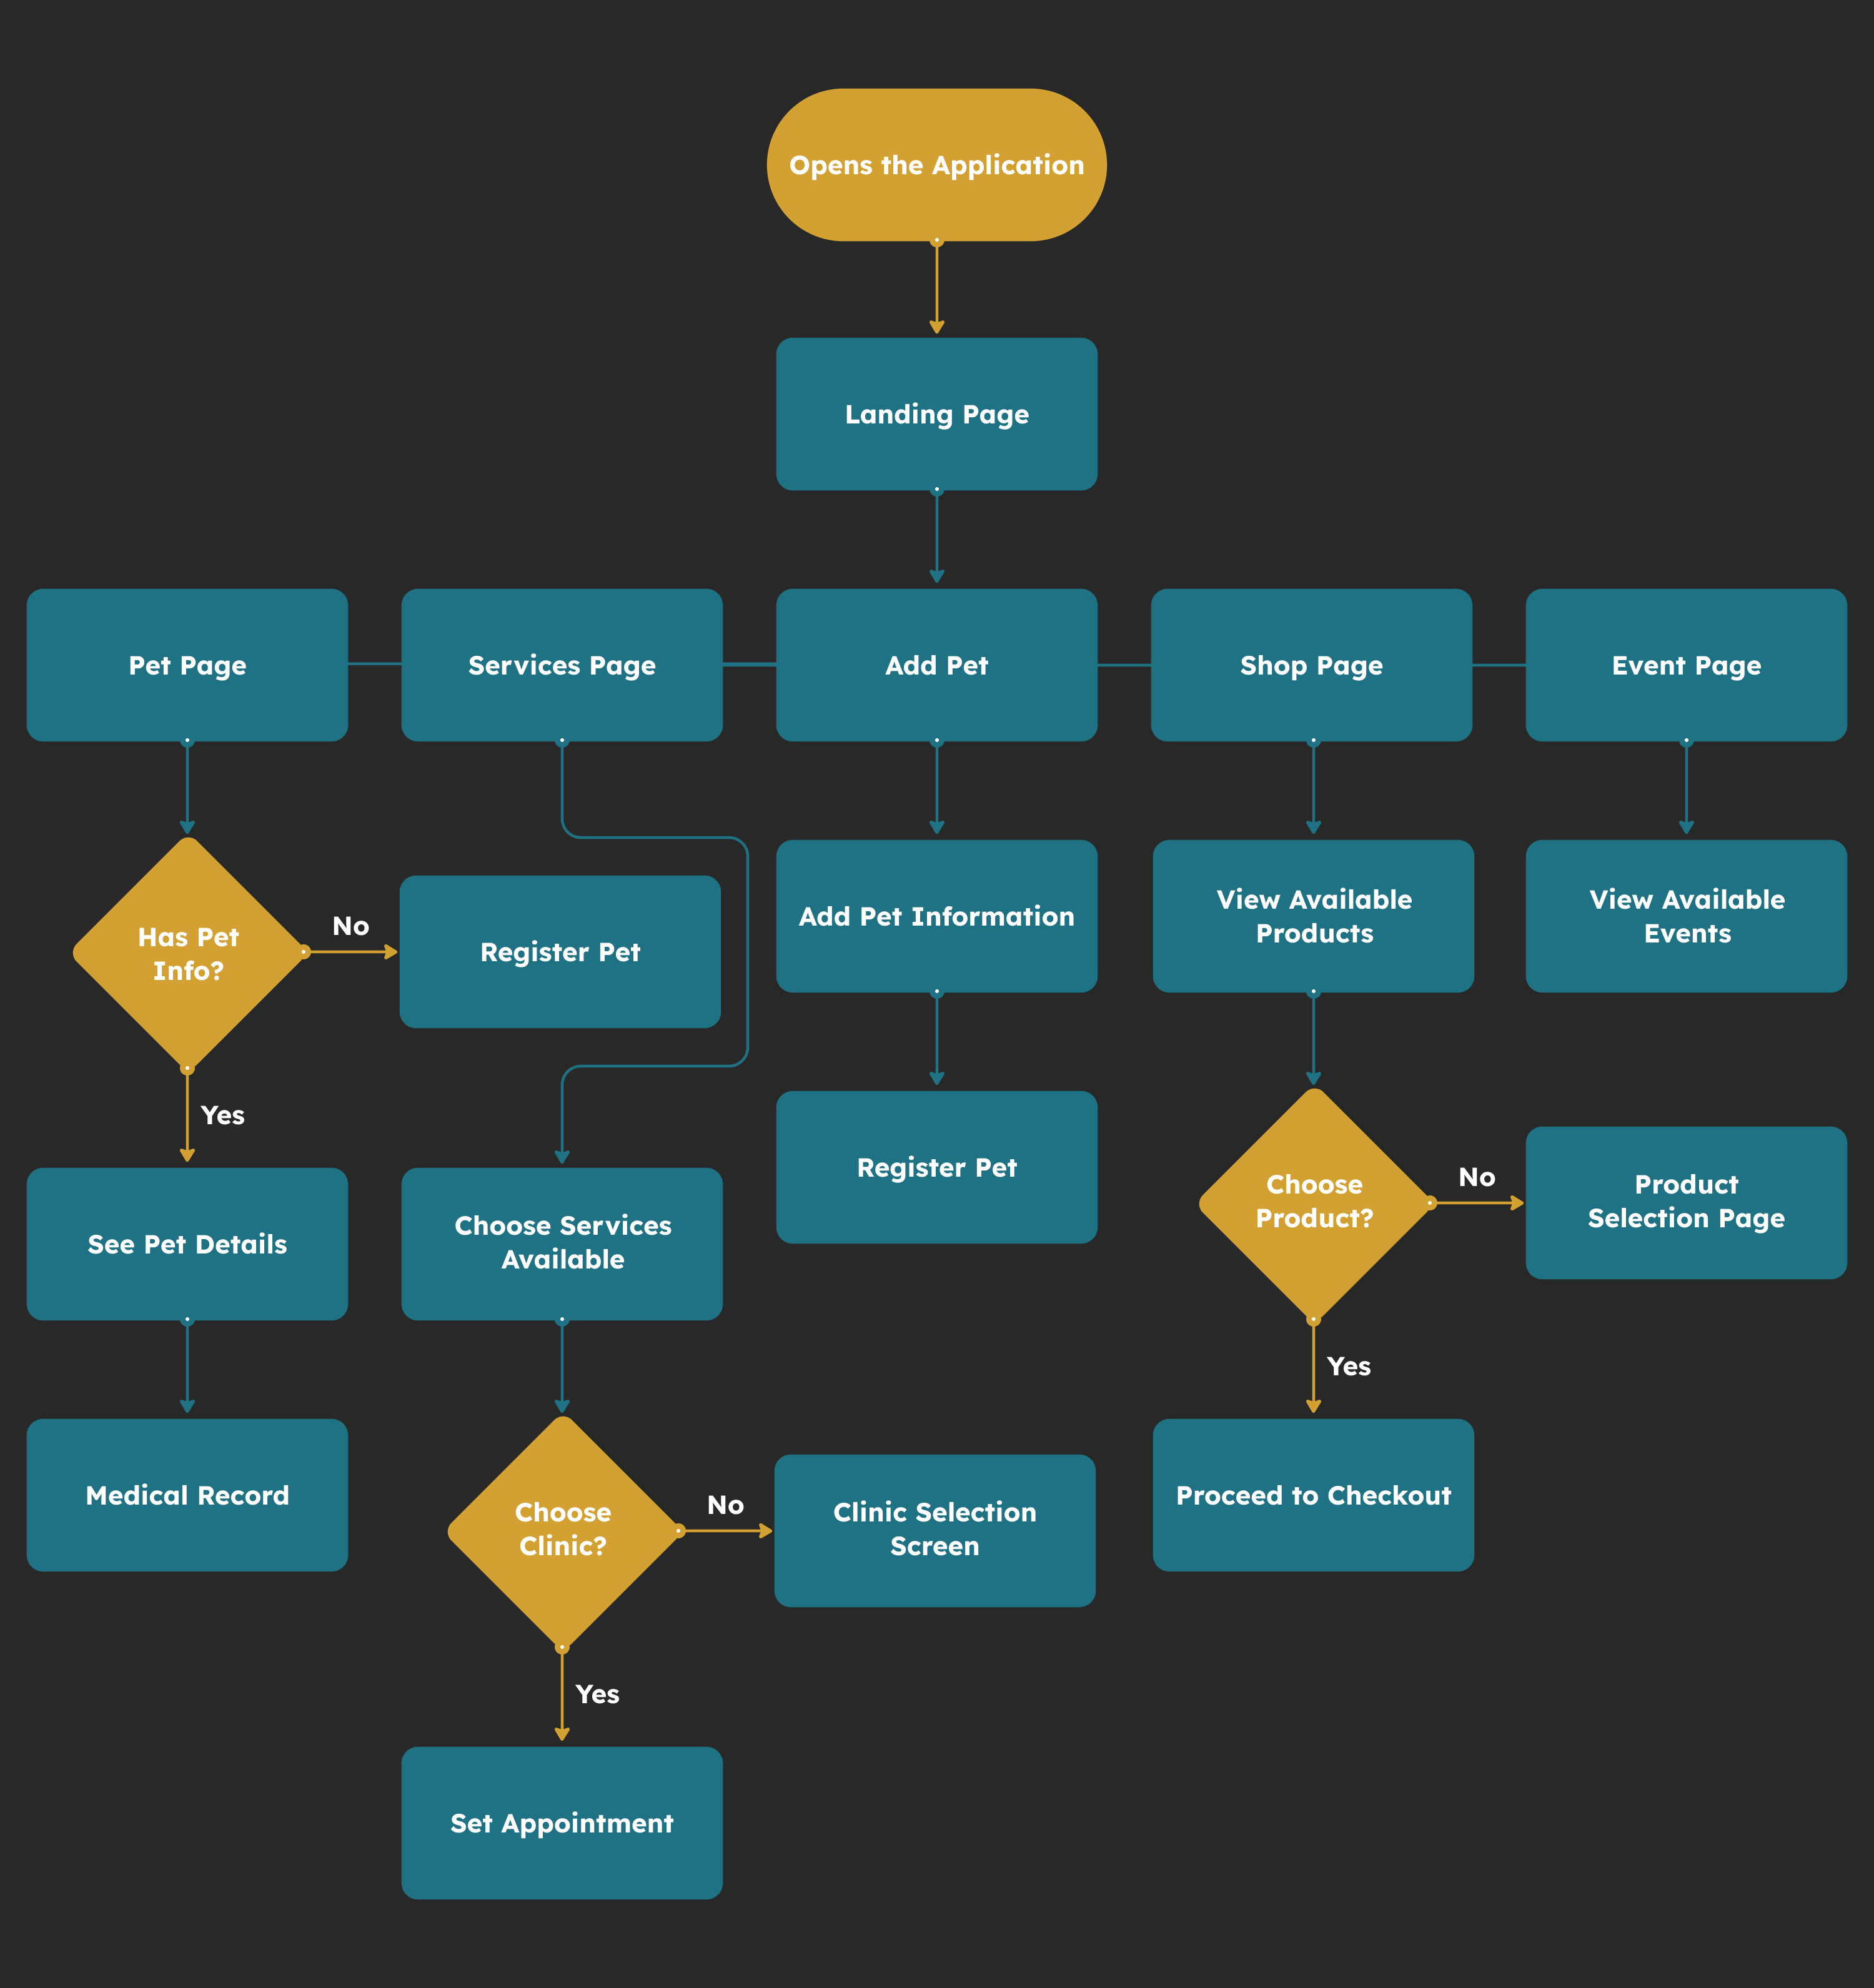 Opens the Application
Landing Page
Pet Page
Services Page
Add Pet
Shop Page
Event Page
Has Pet
Info?
No
Register Pet
Add Pet Information
View Available
Products
View Available
Events
Yes
See Pet Details
Choose Services
Available
Register Pet
Choose
Product?
No
Product
Selection Page
Yes
Medical Record
Choose
Clinic?
No
Clinic Selection
Screen
Proceed to Checkout
Yes
Set Appointment